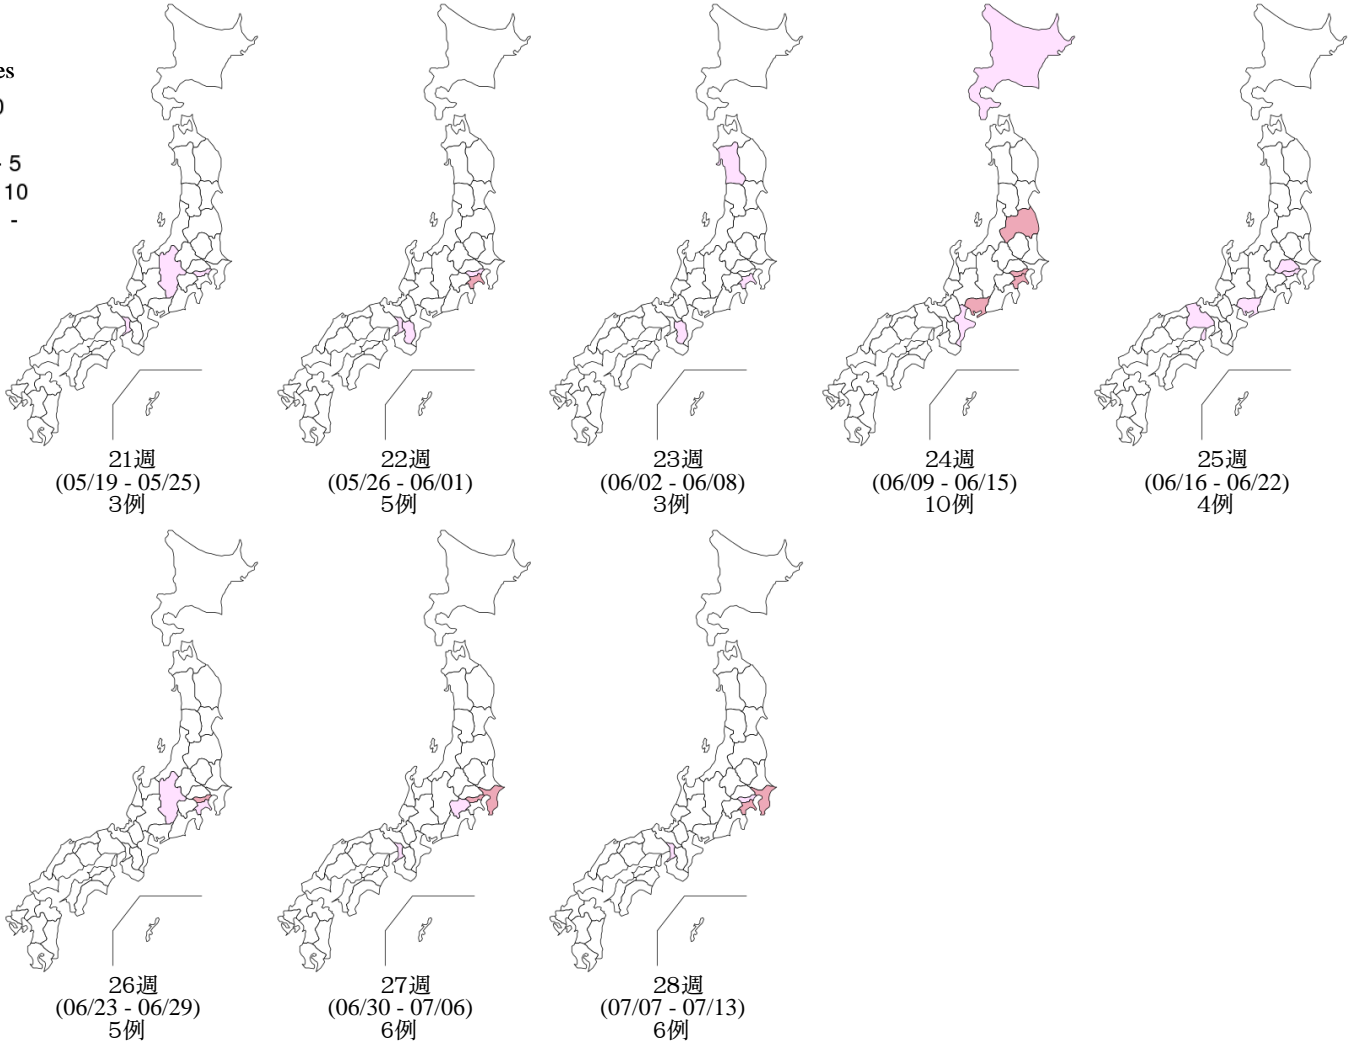 es
0
- 5
10
-
21週
(05/19 - 05/25)
3例
22週
(05/26 - 06/01)
5例
23週
(06/02 - 06/08)
3例
24週
(06/09 - 06/15)
10例
25週
(06/16 - 06/22)
4例
26週
(06/23 - 06/29)
5例
27週
(06/30 - 07/06)
6例
28週
(07/07 - 07/13)
6例